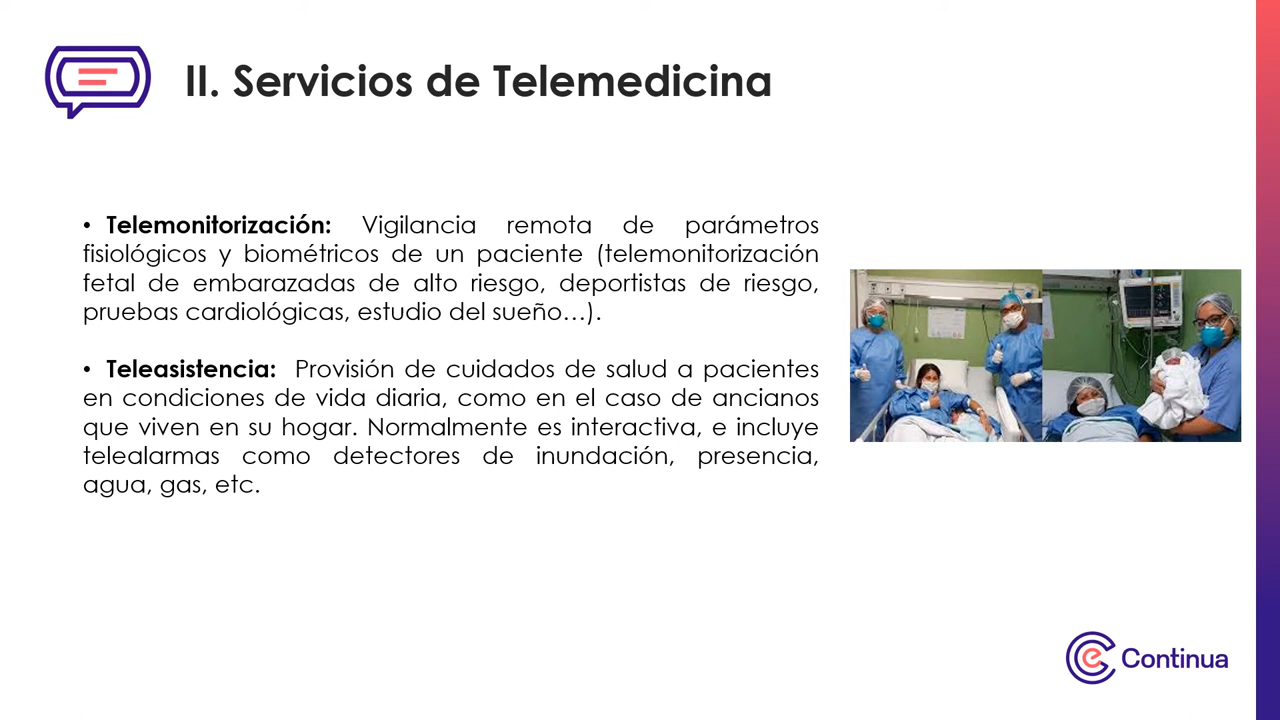 II. Servicios de Telemedicina
• Telemonitorización: Vigilancia remota de parámetros
fisiológicos y biométricos de un paciente (telemonitorización
fetal de embarazadas de alto riesgo, deportistas de riesgo,
pruebas cardiológicas, estudio del sueño…).
• Teleasistencia: Provisión de cuidados de salud a pacientes
en condiciones de vida diaria, como en el caso de ancianos
que viven en su hogar. Normalmente es interactiva, e incluye
telealarmas como detectores de inundación, presencia,
agua, gas, etc.
Continua